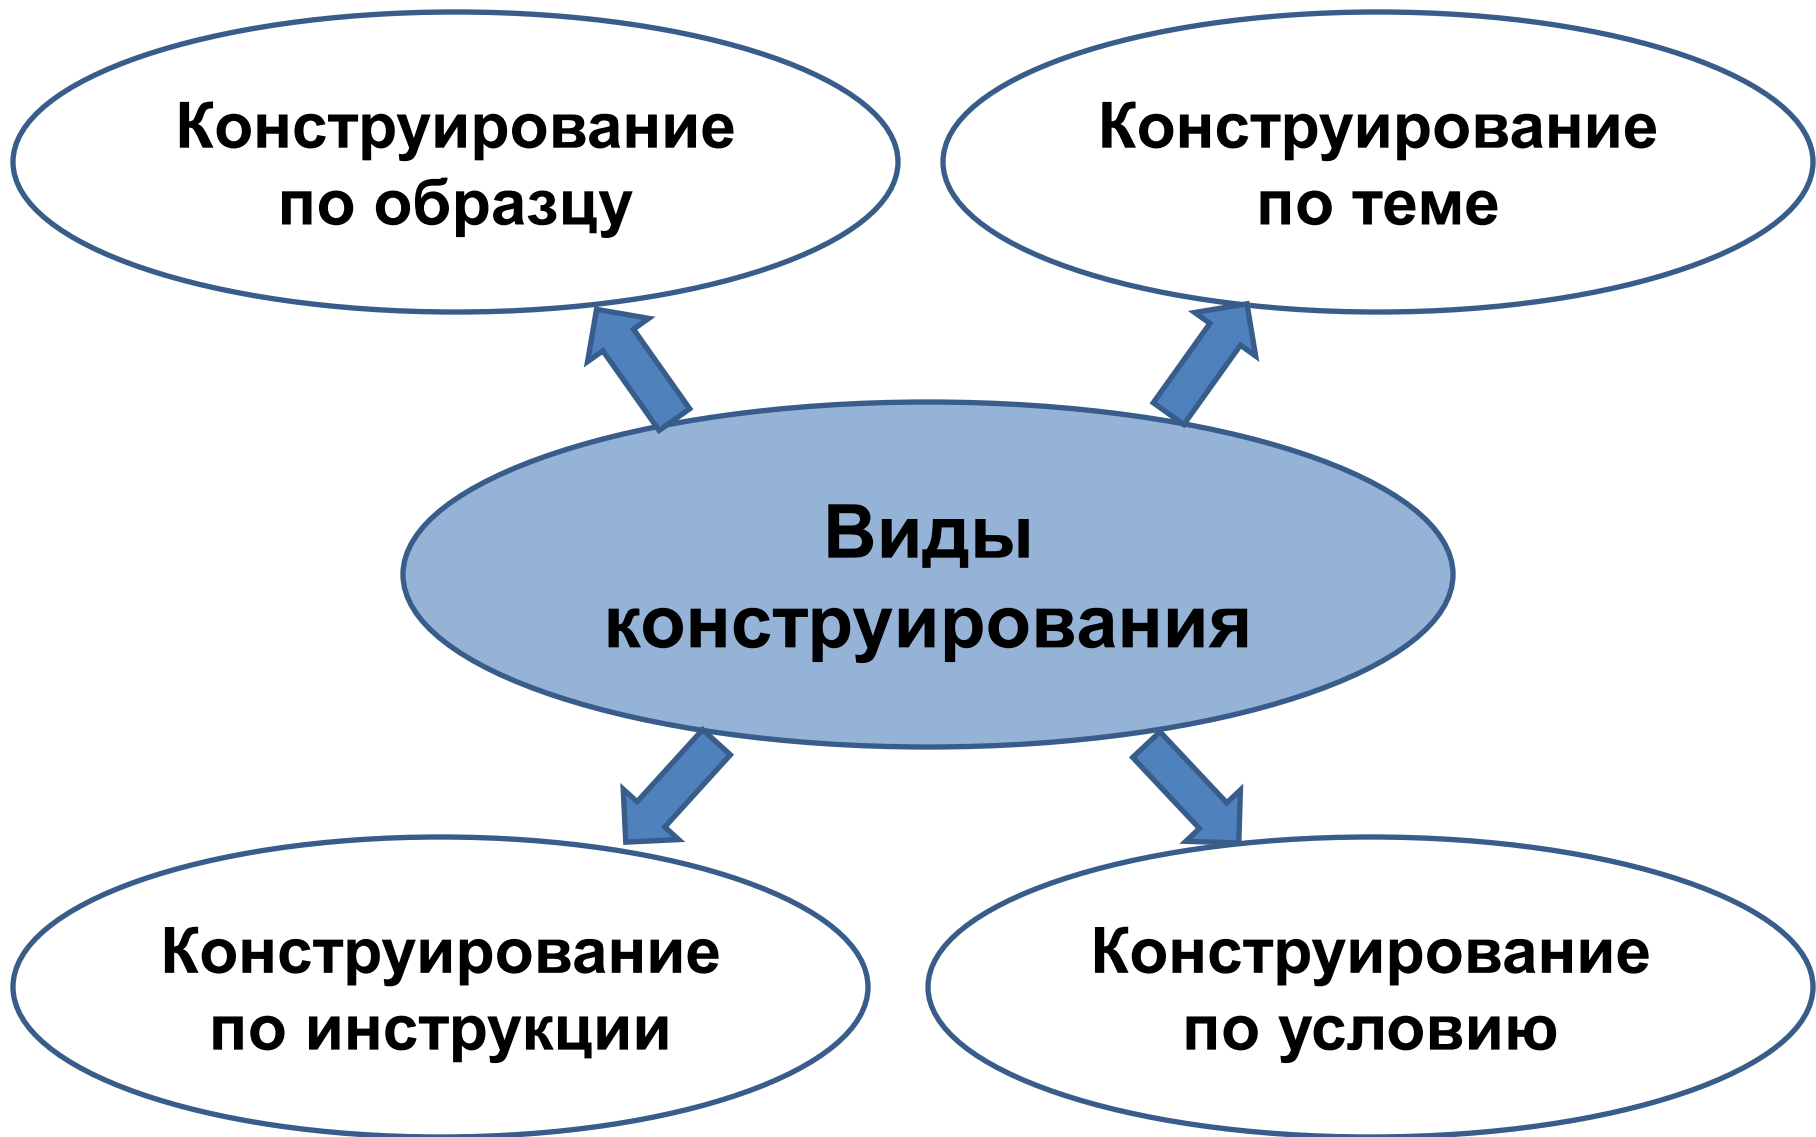 Конструирование
по образцу
Конструирование
по теме
Виды
конструирования
Конструирование
по инструкции
Конструирование
по условию